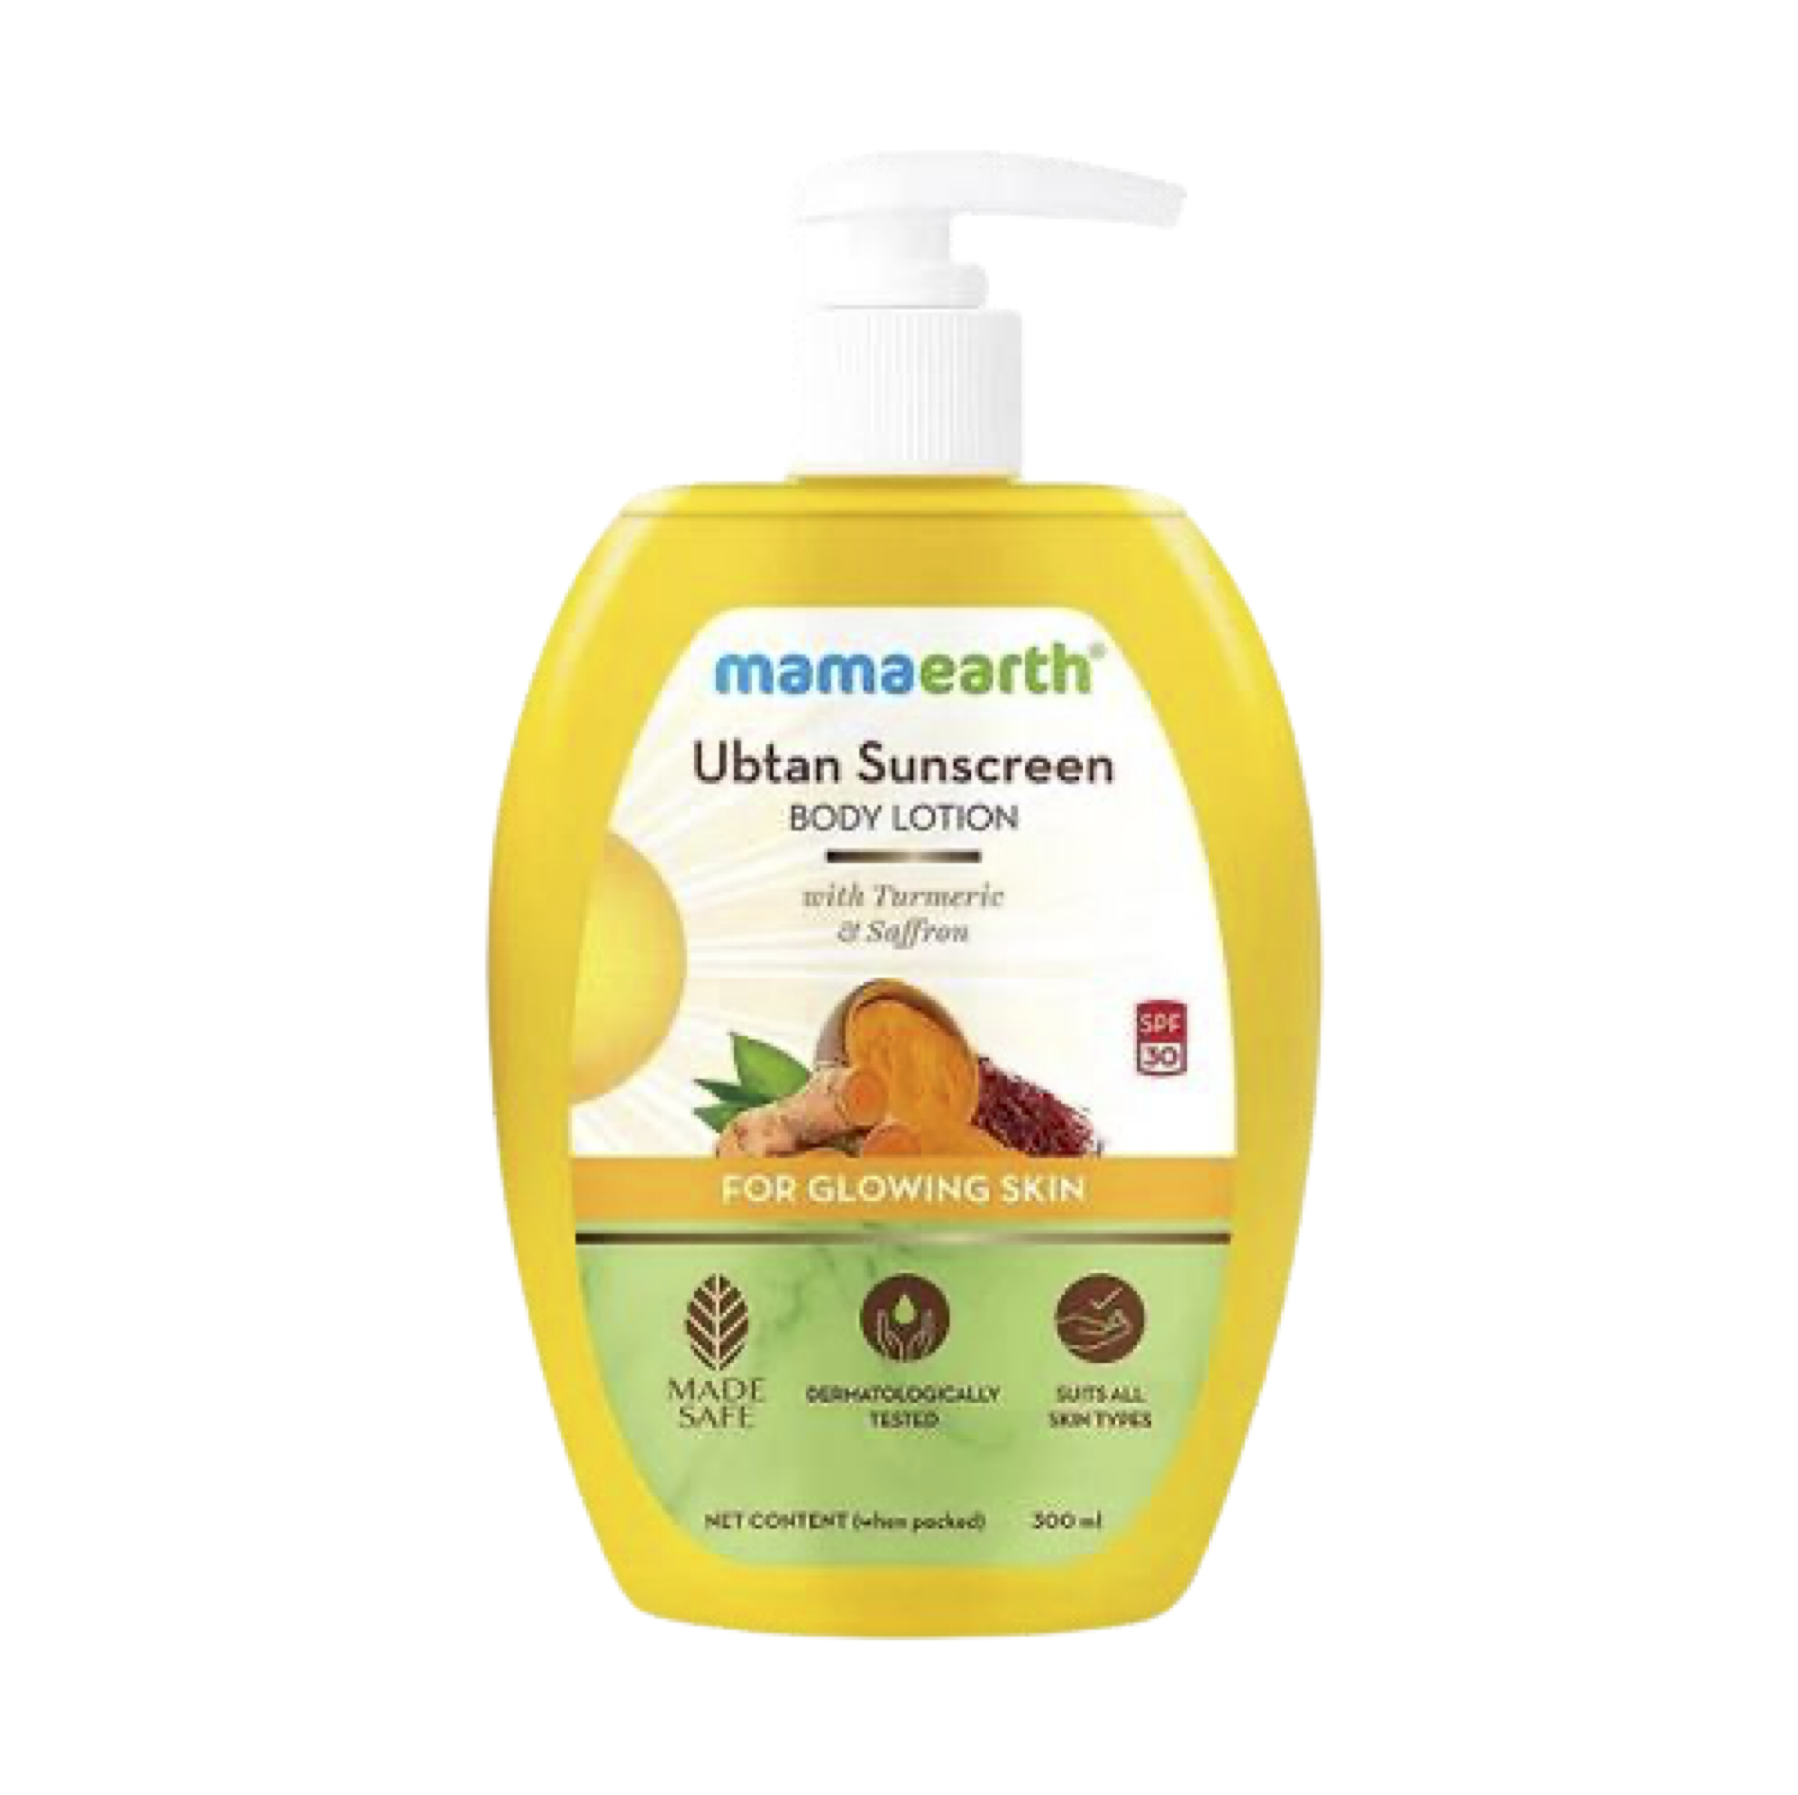 mamaearth®
Ubtan Sunscreen
BODY LOTION
with Turmeric
& Saffron
SPF
30
FOR GLOWING SKIN
MADE
SAFE
DERMATOLOGICALLY
TESTED
SUITS ALL
SKIN TYPES
NET CONTENT (when packed) 300 ml